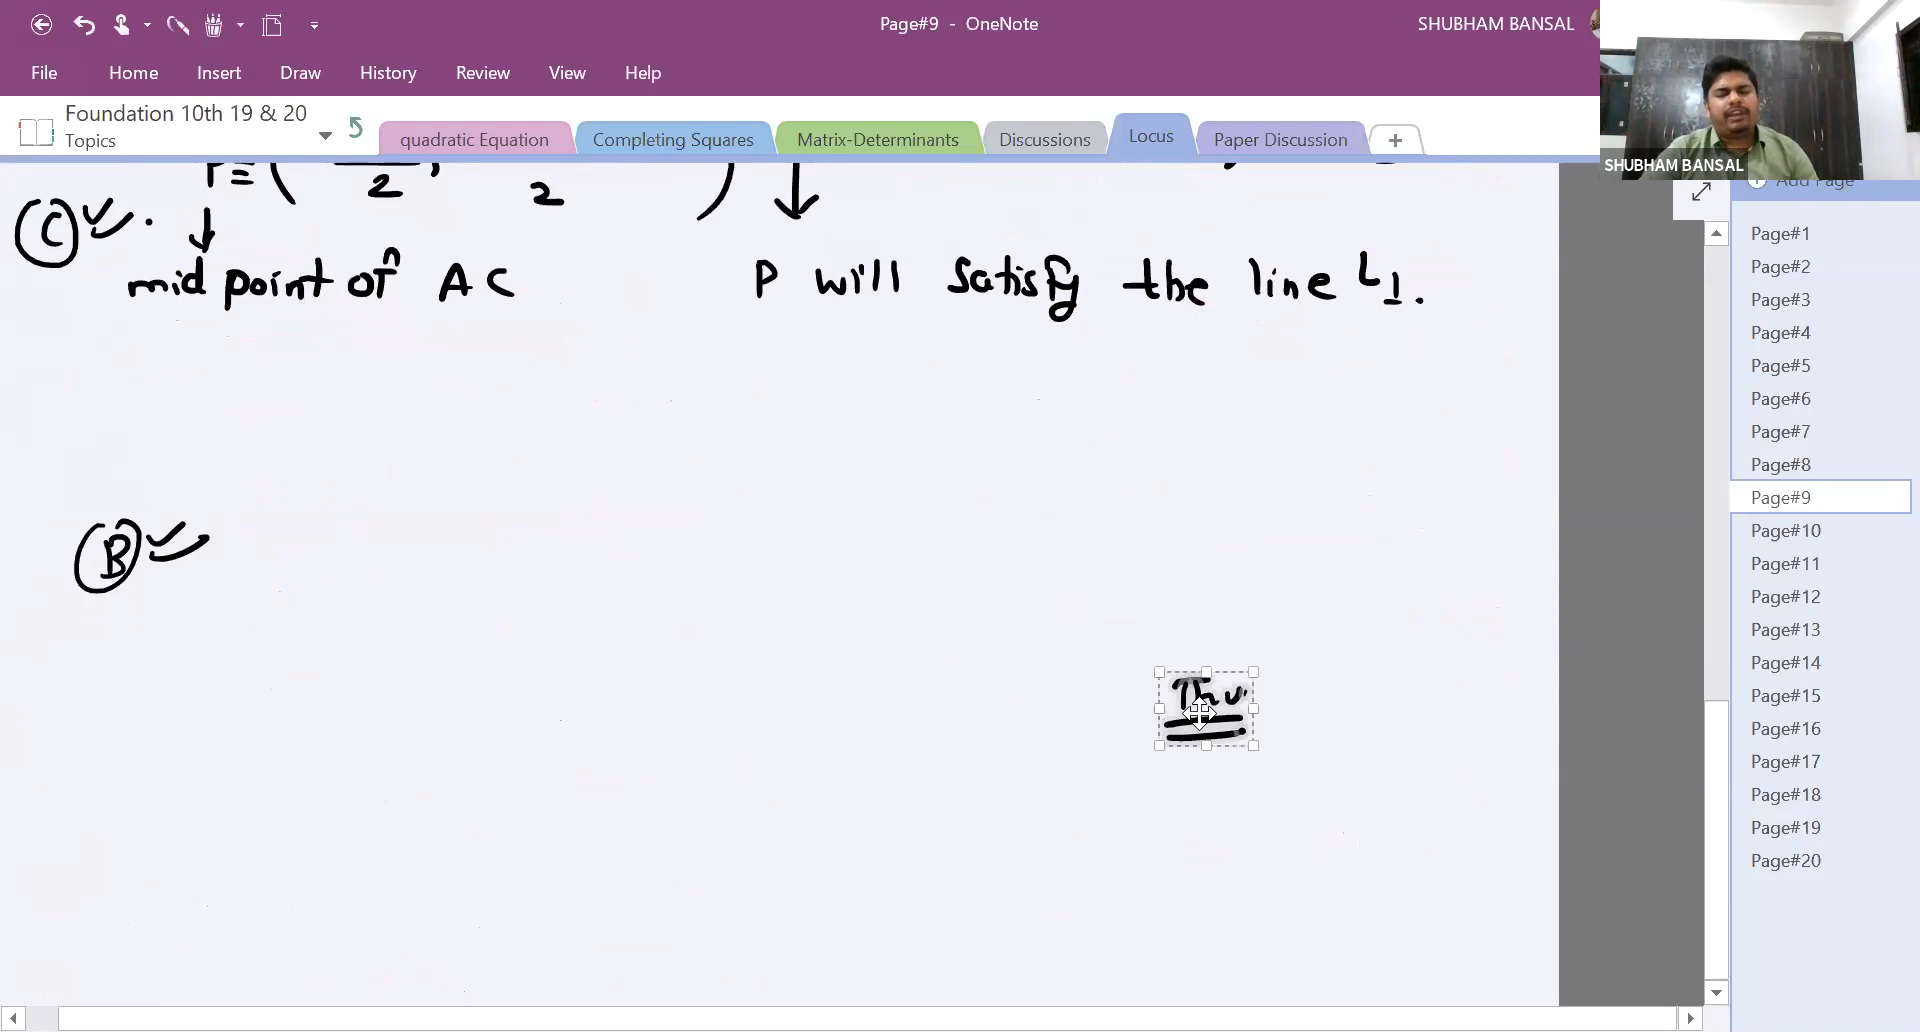 Page#9 - OneNote
SHUBHAM BANSAL
File Home Insert Draw History Review View Help
SHUBHAM BANSAL
Foundation 10th 19 & 20
Topics
quadratic Equation
Completing Squares
Matrix-Determinants
Discussions
Locus
Paper Discussion
+
Add Page
Page#1
Page#2
Page#3
Page#4
Page#5
Page#6
Page#7
Page#8
Page#9
Page#10
Page#11
Page#12
Page#13
Page#14
Page#15
Page#16
Page#17
Page#18
Page#19
Page#20
P ≡ ( 2 , 2 )
C
mid point of AC
P will satisfy the line L1.
B